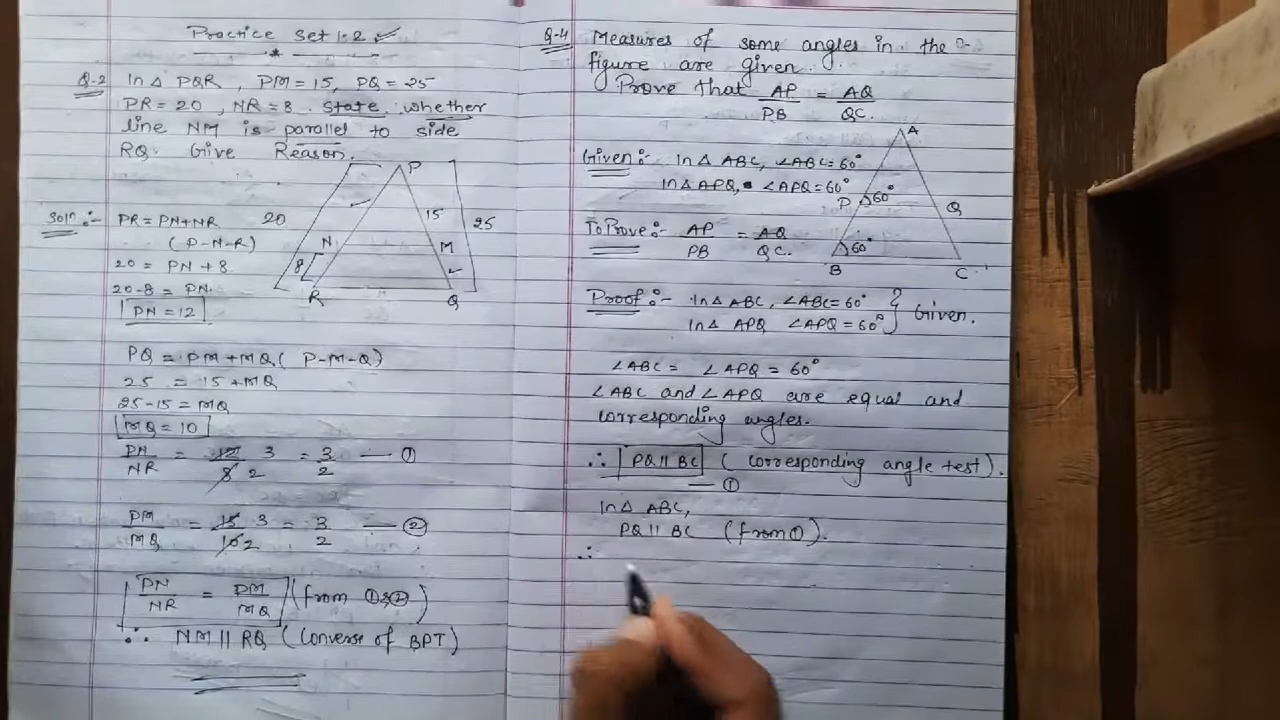 Practice Set 1.2 ✓
Q-2 In Δ PQR, PM = 15, PQ = 25
PR = 20, NR = 8. State whether
line NM is parallel to side
RQ. Give Reason.
P
20
15
25
N
M
8
R
Q
Soln :- PR = PN + NR
(P-N-R)
20 = PN + 8
20-8 = PN
PN = 12
PQ = PM + MQ (P-M-Q)
25 = 15 + MQ
25-15 = MQ
MQ = 10
PN/NR = 12/8 3/2 = 3/2 — ①
PM/MQ = 15/10 3/2 = 3/2 — ②
PN/NR = PM/MQ (from ① & ②)
∴ NM || RQ (Converse of BPT)
Q-4 Measures of some angles in the
figure are given.
Prove that AP/PB = AQ/QC.
Given :- In Δ ABC, ∠ABC = 60°
In Δ APQ, ∠APQ = 60°
To Prove :- AP/PB = AQ/QC.
A
P 60°
Q
60°
B
C
Proof :- In Δ ABC, ∠ABC = 60° } Given.
In Δ APQ ∠APQ = 60°
∠ABC = ∠APQ = 60°
∠ABC and ∠APQ are equal and
corresponding angles.
∴ PQ || BC (corresponding angle test).
— ①
In Δ ABC,
PQ || BC (from ①).
∴